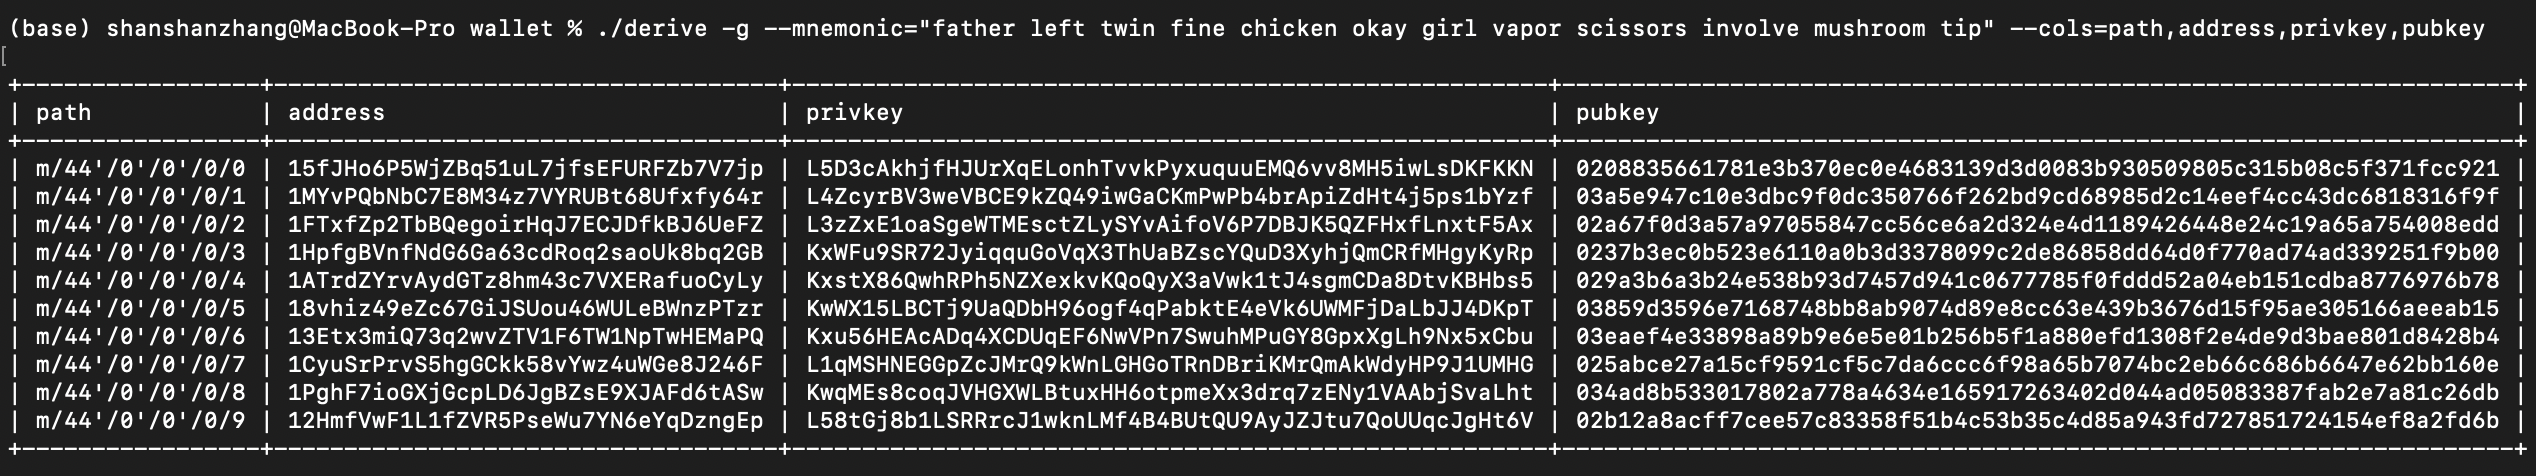 (base) shanshanzhang@MacBook-Pro wallet % ./derive -g --mnemonic="father left twin fine chicken okay girl vapor scissors involve mushroom tip" --cols=path,address,privkey,pubkey
[
+-----------------+------------------------------------+------------------------------------------------------+--------------------------------------------------------------------+
| path            | address                            | privkey                                              | pubkey                                                             |
+-----------------+------------------------------------+------------------------------------------------------+--------------------------------------------------------------------+
| m/44'/0'/0'/0/0 | 15fJHo6P5WjZBq51uL7jfsEFURFZb7V7jp | L5D3cAkhjfHJUrXqELonhTvvkPyxuquuEMQ6vv8MH5iwLsDKFKKN | 0208835661781e3b370ec0e4683139d3d0083b930509805c315b08c5f371fcc921 |
| m/44'/0'/0'/0/1 | 1MYvPQbNbC7E8M34z7VYRUBt68Ufxfy64r | L4ZcyrBV3weVBCE9kZQ49iwGaCKmPwPb4brApiZdHt4j5ps1bYzf | 03a5e947c10e3dbc9f0dc350766f262bd9cd68985d2c14eef4cc43dc6818316f9f |
| m/44'/0'/0'/0/2 | 1FTxfZp2TbBQegoirHqJ7ECJDfkBJ6UeFZ | L3zZxE1oaSgeWTMEsctZLySYvAifoV6P7DBJK5QZFHxfLnxtF5Ax | 02a67f0d3a57a97055847cc56ce6a2d324e4d1189426448e24c19a65a754008edd |
| m/44'/0'/0'/0/3 | 1HpfgBVnfNdG6Ga63cdRoq2saoUk8bq2GB | KxWFu9SR72JyiqquGoVqX3ThUaBZscYQuD3XyhjQmCRfMHgyKyRp | 0237b3ec0b523e6110a0b3d3378099c2de86858dd64d0f770ad74ad339251f9b00 |
| m/44'/0'/0'/0/4 | 1ATrdZYrvAydGTz8hm43c7VXERafuoCyLy | KxstX86QwhRPh5NZXexkvKQoQyX3aVwk1tJ4sgmCDa8DtvKBHbs5 | 029a3b6a3b24e538b93d7457d941c0677785f0fddd52a04eb151cdba8776976b78 |
| m/44'/0'/0'/0/5 | 18vhiz49eZc67GiJSUou46WULeBWnzPTzr | KwWX15LBCTj9UaQDbH96ogf4qPabktE4eVk6UWMFjDaLbJJ4DKpT | 03859d3596e7168748bb8ab9074d89e8cc63e439b3676d15f95ae305166aeeab15 |
| m/44'/0'/0'/0/6 | 13Etx3miQ73q2wvZTV1F6TW1NpTwHEMaPQ | Kxu56HEAcADq4XCDUqEF6NwVPn7SwuhMPuGY8GpxXgLh9Nx5xCbu | 03eaef4e33898a89b9e6e5e01b256b5f1a880efd1308f2e4de9d3bae801d8428b4 |
| m/44'/0'/0'/0/7 | 1CyuSrPrvS5hgGCkk58vYwz4uWGe8J246F | L1qMSHNEGGpZcJMrQ9kWnLGHGoTRnDBriKMrQmAkWdyHP9J1UMHG | 025abce27a15cf9591cf5c7da6ccc6f98a65b7074bc2eb66c686b6647e62bb160e |
| m/44'/0'/0'/0/8 | 1PghF7ioGXjGcpLD6JgBZsE9XJAFd6tASw | KwqMEs8coqJVHGXWLBtuxHH6otpmeXx3drq7zENy1VAAbjSvaLht | 034ad8b533017802a778a4634e165917263402d044ad05083387fab2e7a81c26db |
| m/44'/0'/0'/0/9 | 12HmfVwF1L1fZVR5PseWu7YN6eYqDzngEp | L58tGj8b1LSRRrcJ1wknLMf4B4BUtQU9AyJZJtu7QoUUqcJgHt6V | 02b12a8acff7cee57c83358f51b4c53b35c4d85a943fd727851724154ef8a2fd6b |
+-----------------+------------------------------------+------------------------------------------------------+--------------------------------------------------------------------+